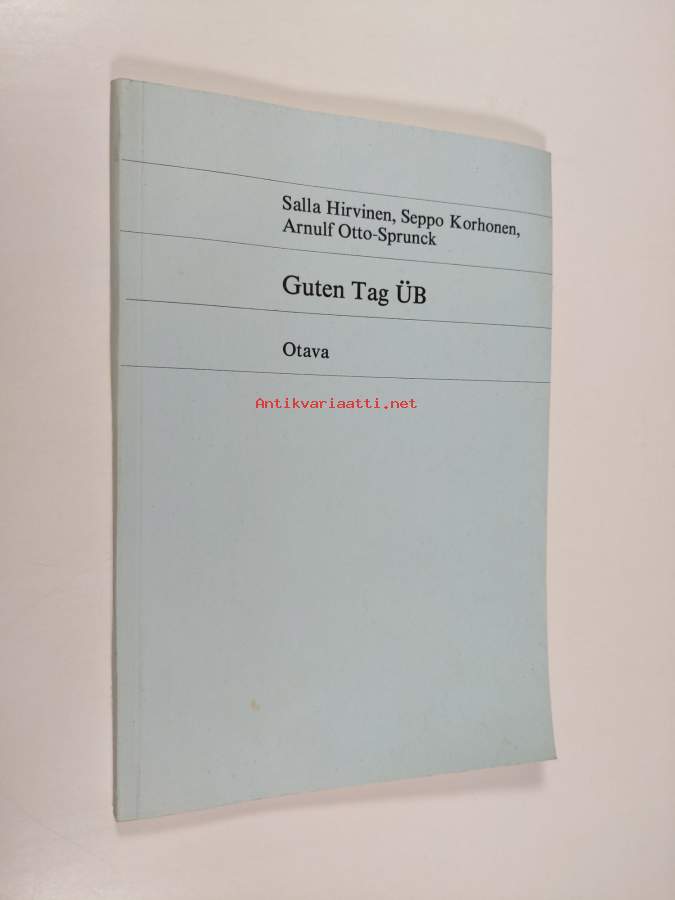 Salla Hirvinen, Seppo Korhonen,
Arnulf Otto-Sprunck
Guten Tag ÜB
Otava
Antikvariaatti.net